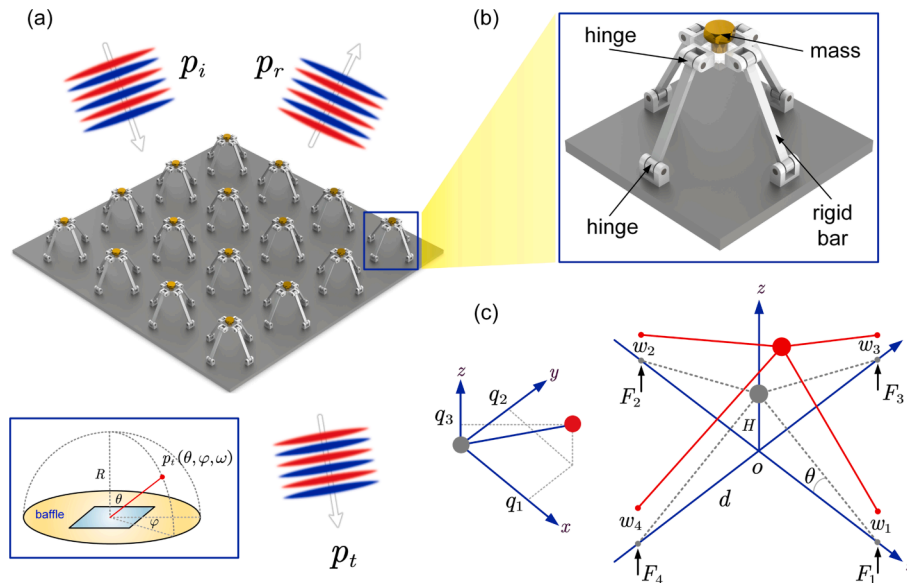 (a)
p_i
p_r
(b)
hinge
mass
hinge
rigid
bar
(c)
z
y
q_2
q_3
q_1
x
z
w_2
w_3
F_2
F_3
H
o
θ
d
w_4
w_1
F_4
F_1
R
p_i(θ,φ,ω)
θ
baffle
φ
p_t